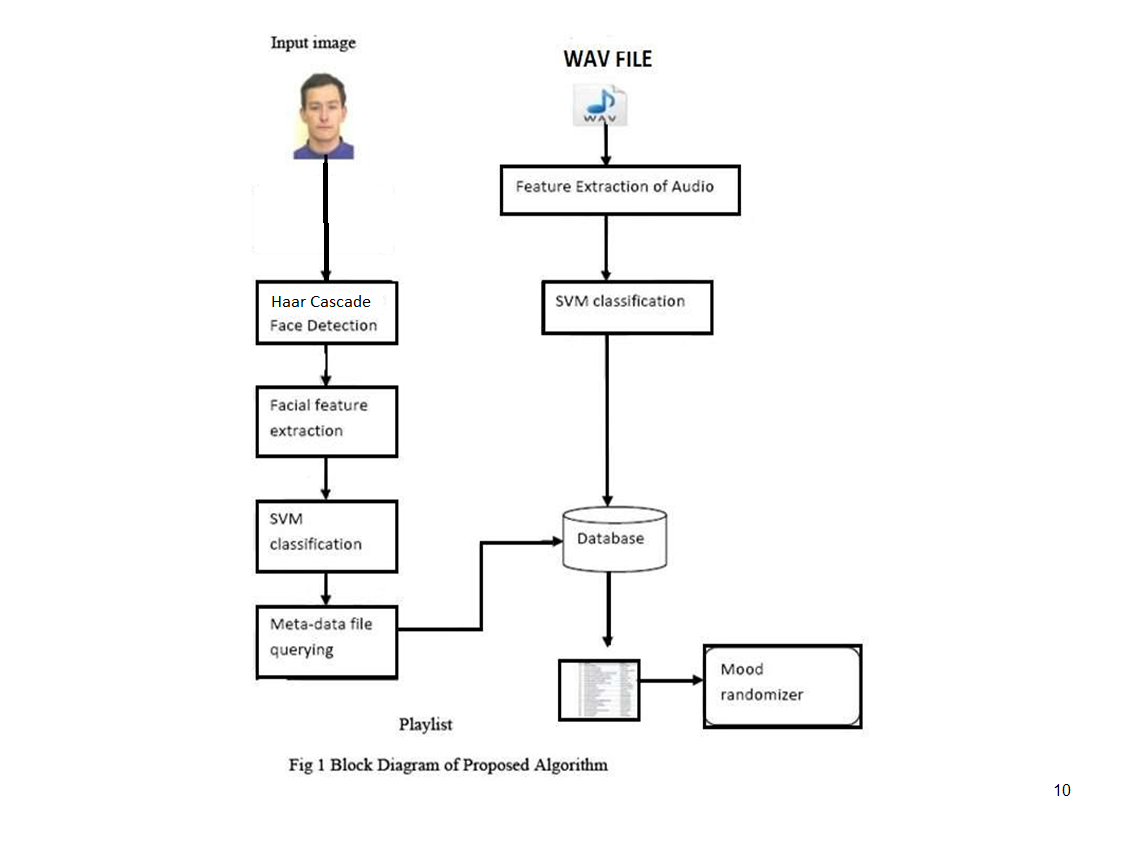 Input image
WAV FILE
WAV
Feature Extraction of Audio
Haar Cascade
Face Detection
SVM classification
Facial feature
extraction
SVM
classification
Database
Meta-data file
querying
Mood
randomizer
Playlist
Fig 1 Block Diagram of Proposed Algorithm
10